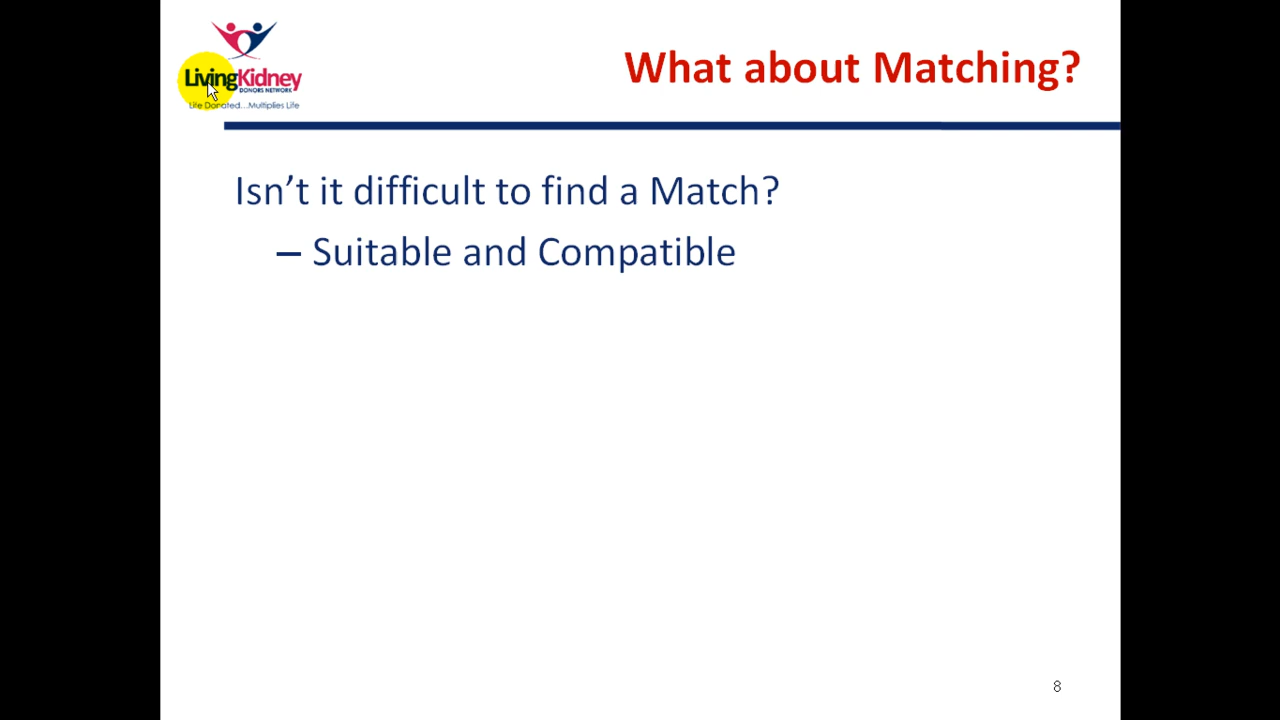 LivingKidney
DONORS NETWORK
Life Donated...Multiplies Life
What about Matching?
Isn’t it difficult to find a Match?
– Suitable and Compatible
8